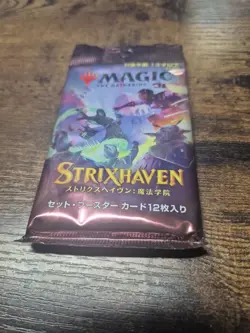 MAGIC
THE GATHERING
STRIXHAVEN
ストリクスヘイヴン：魔法学院
セット・ブースター カード12枚入り